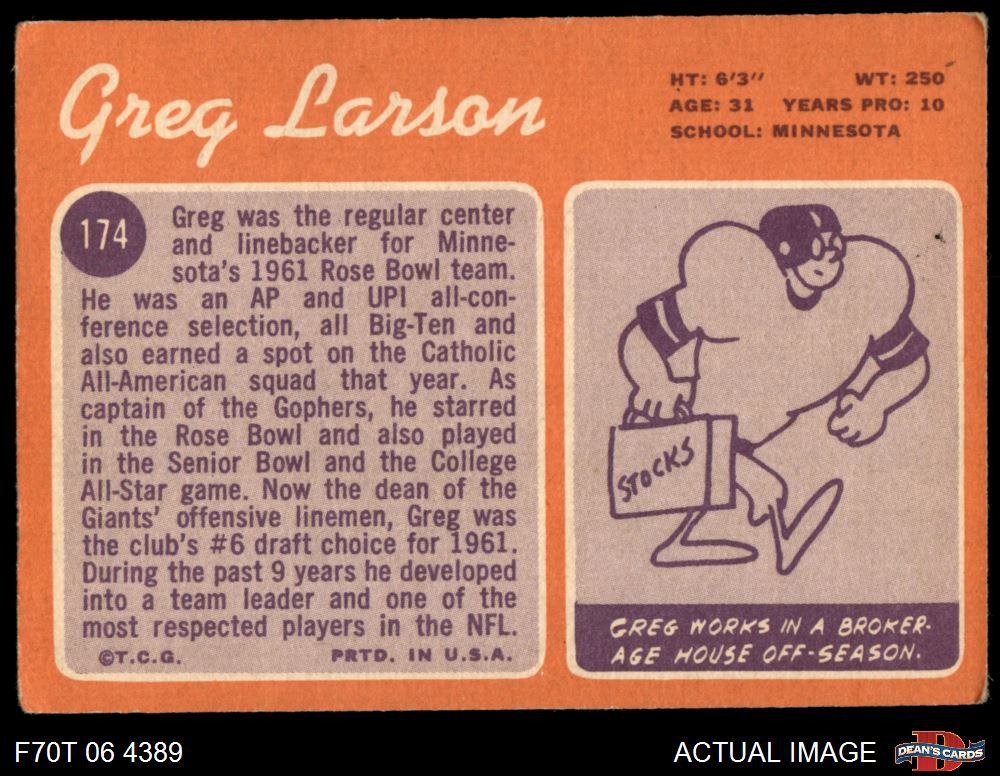 Greg Larson
HT: 6'3" WT: 250
AGE: 31 YEARS PRO: 10
SCHOOL: MINNESOTA
174
Greg was the regular center
and linebacker for Minne-
sota's 1961 Rose Bowl team.
He was an AP and UPI all-con-
ference selection, all Big-Ten and
also earned a spot on the Catholic
All-American squad that year. As
captain of the Gophers, he starred
in the Rose Bowl and also played
in the Senior Bowl and the College
All-Star game. Now the dean of the
Giants' offensive linemen, Greg was
the club's #6 draft choice for 1961.
During the past 9 years he developed
into a team leader and one of the
most respected players in the NFL.
©T.C.G. PRTD. IN U.S.A.
STOCKS
GREG WORKS IN A BROKER-
AGE HOUSE OFF-SEASON.
F70T 06 4389
ACTUAL IMAGE
D
DEAN'S CARDS